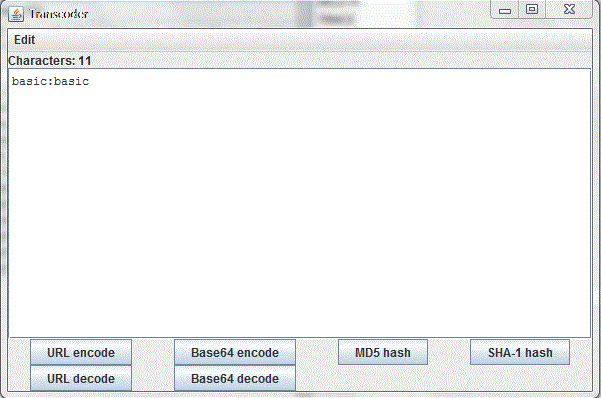 Transcoder
Edit
Characters: 11
basic:basic
URL encode Base64 encode MD5 hash SHA-1 hash
URL decode Base64 decode